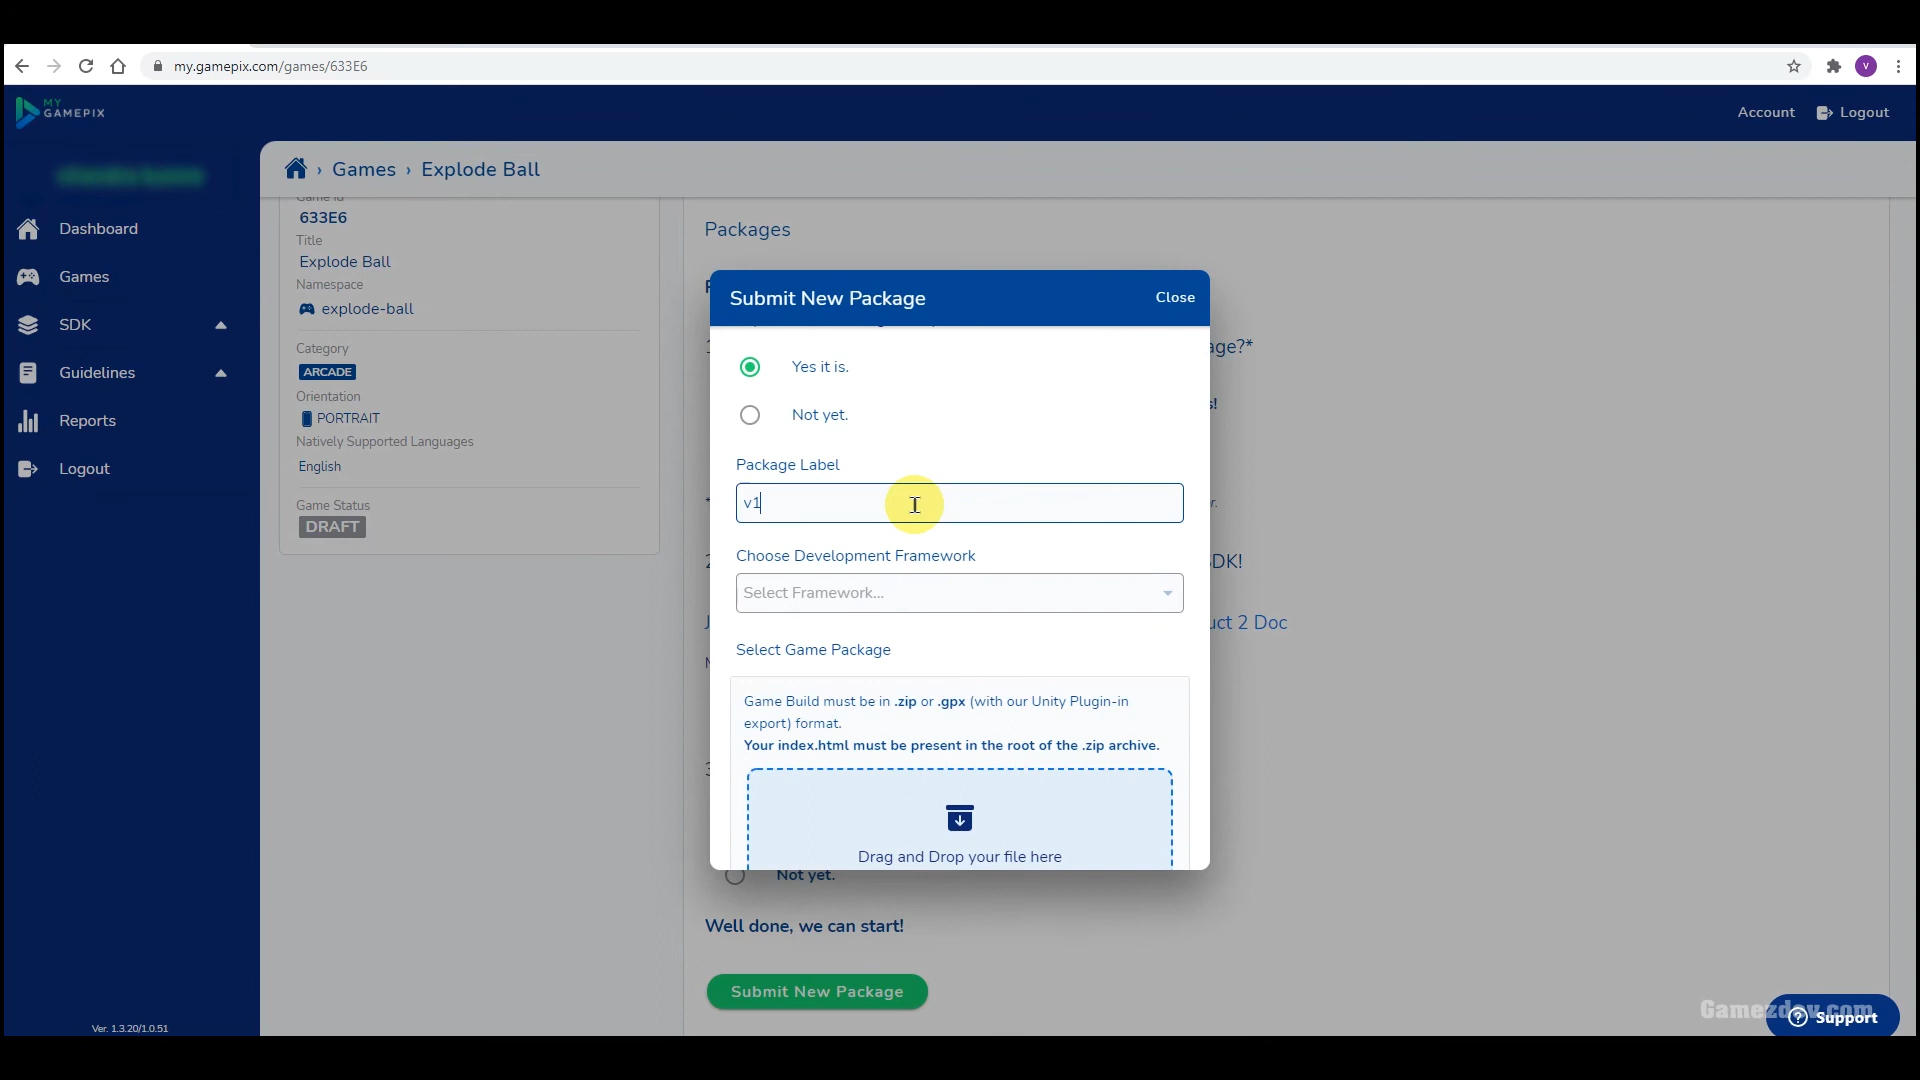 my.gamepix.com/games/633E6
V
MY
GAMEPIX
Account
Logout
Dashboard
Games
SDK
Guidelines
Reports
Logout
Ver. 1.3.20/1.0.51
› Games › Explode Ball
Game Id
633E6
Title
Explode Ball
Namespace
explode-ball
Category
ARCADE
Orientation
PORTRAIT
Natively Supported Languages
English
Game Status
DRAFT
Packages
age?*
s!
r.
SDK!
uct 2 Doc
Submit New Package
Close
Yes it is.
Not yet.
Package Label
v1
Choose Development Framework
Select Framework...
Select Game Package
Game Build must be in .zip or .gpx (with our Unity Plugin-in
export) format.
Your index.html must be present in the root of the .zip archive.
Drag and Drop your file here
Not yet.
Well done, we can start!
Submit New Package
Gamezdev.com
Support